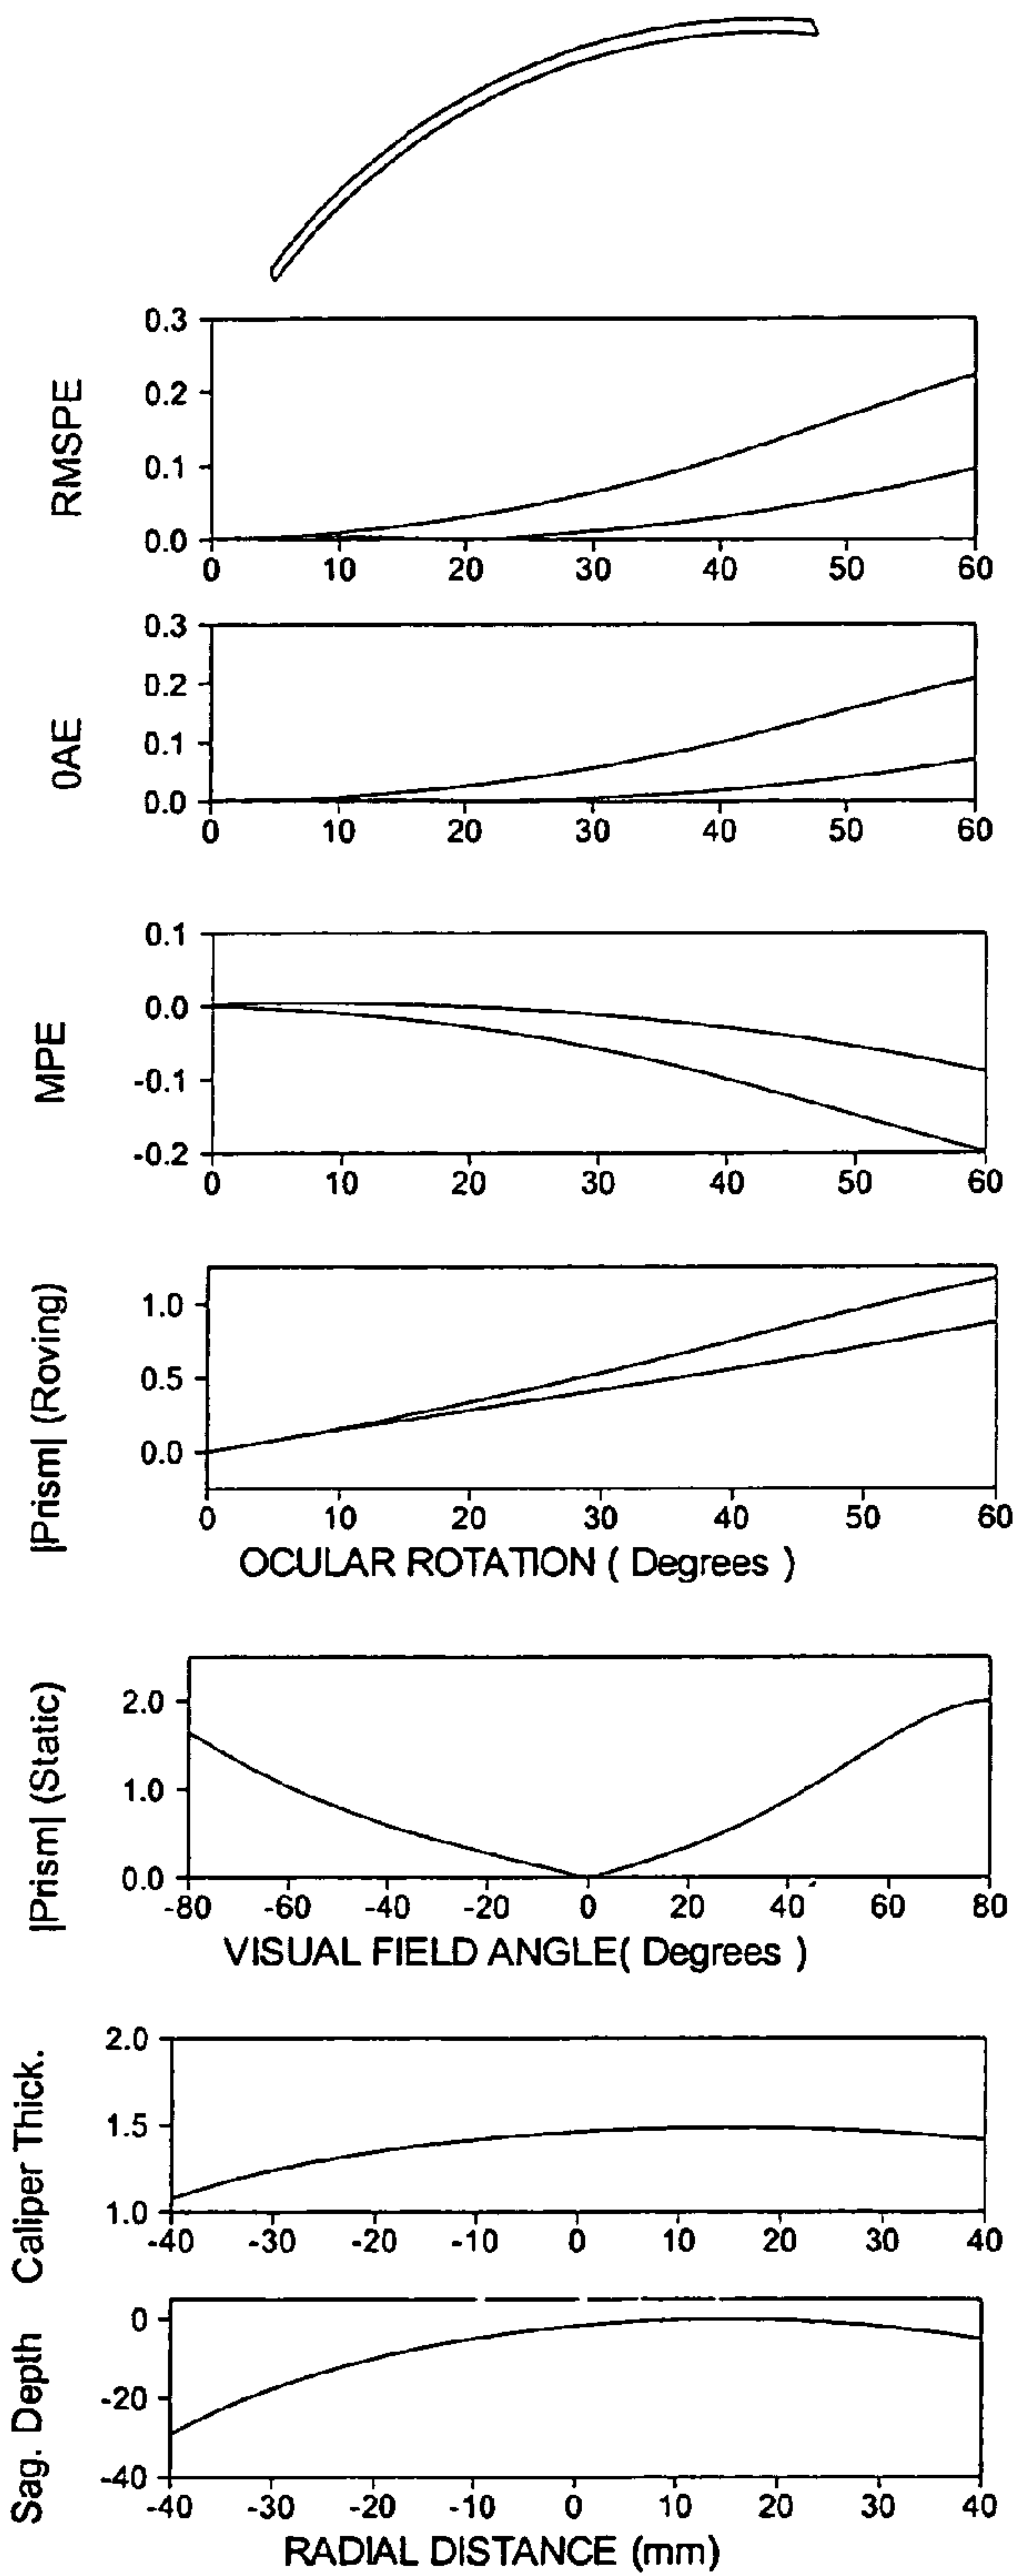 RMSPE
0.3
0.2
0.1
0.0
0 10 20 30 40 50 60
0AE
0.3
0.2
0.1
0.0
0 10 20 30 40 50 60
MPE
0.1
0.0
-0.1
-0.2
0 10 20 30 40 50 60
|Prism| (Roving)
1.0
0.5
0.0
0 10 20 30 40 50 60
OCULAR ROTATION ( Degrees )
|Prism| (Static)
2.0
1.0
0.0
-80 -60 -40 -20 0 20 40 60 80
VISUAL FIELD ANGLE( Degrees )
Caliper Thick.
2.0
1.5
1.0
-40 -30 -20 -10 0 10 20 30 40
Sag. Depth
0
-20
-40
-40 -30 -20 -10 0 10 20 30 40
RADIAL DISTANCE (mm)